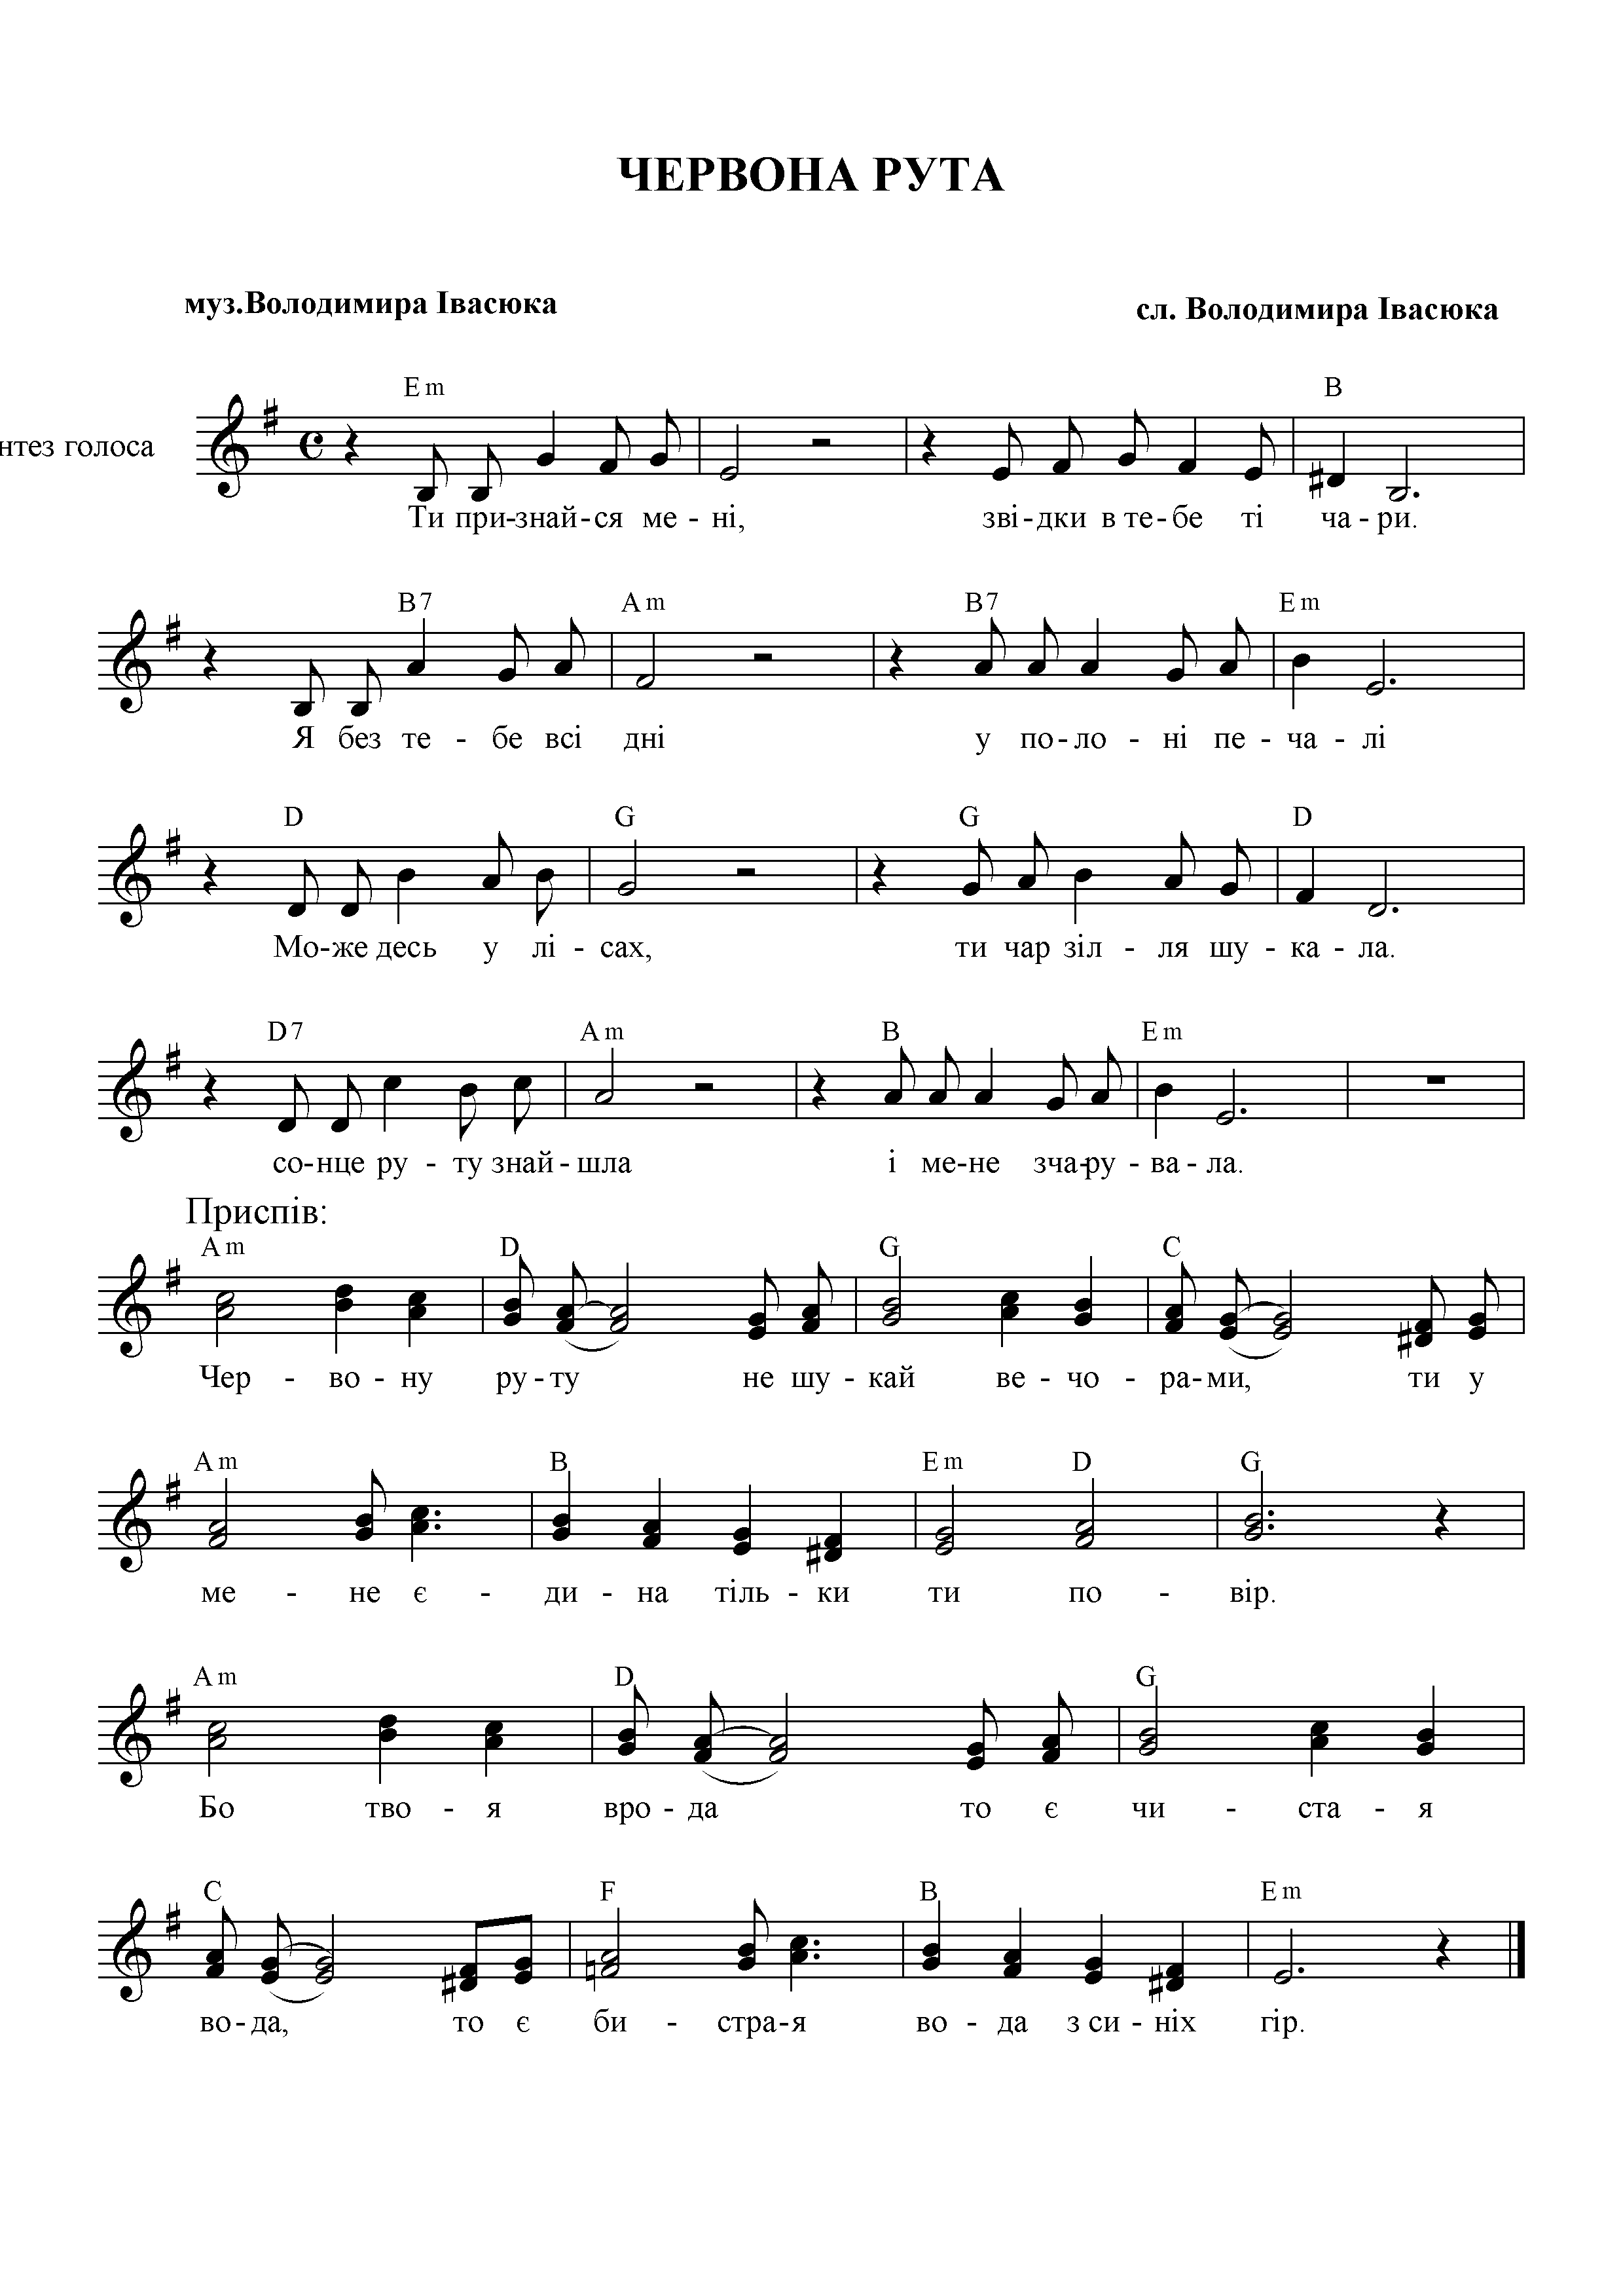 ЧЕРВОНА РУТА
муз.Володимира Івасюка
сл. Володимира Івасюка
Em B
нтез голоса
Ти при-знай-ся ме - ні, зві-дки в те-бе ті ча - ри.
B7 Am B7 Em
Я без те - бе всі дні у по-ло - ні пе - ча - лі
D G G D
Мо-же десь у лі - сах, ти чар зіл - ля шу - ка - ла.
D7 Am B Em
со-нце ру - ту знай-шла і ме-не зча-ру - ва - ла.
Приспів:
Am D G C
Чер - во - ну ру-ту не шу - кай ве - чо - ра-ми, ти у
Am B Em D G
ме - не є - ди - на тіль - ки ти по - вір.
Am D G
Бо тво - я вро - да то є чи - ста - я
C F B Em
во-да, то є би - стра-я во - да з си - ніх гір.